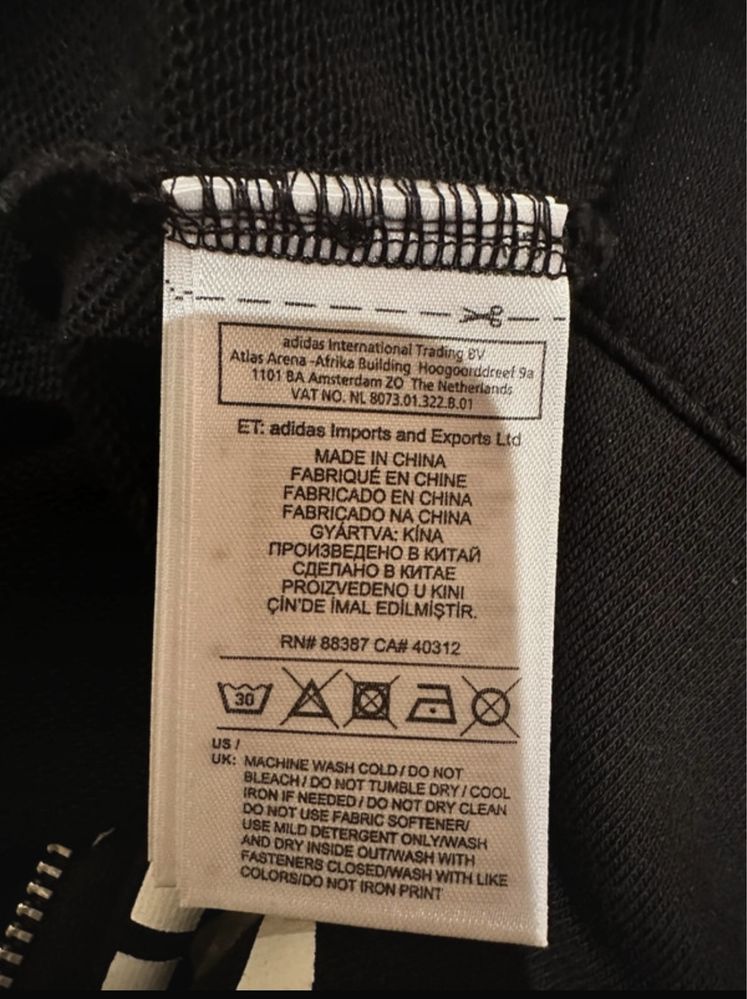 adidas International Trading BV
Atlas Arena -Afrika Building Hoogoorddreef 9a
1101 BA Amsterdam ZO The Netherlands
VAT NO. NL 8073.01.322.B.01
ET: adidas Imports and Exports Ltd
MADE IN CHINA
FABRIQUÉ EN CHINE
FABRICADO EN CHINA
FABRICADO NA CHINA
GYÁRTVA: KÍNA
ПРОИЗВЕДЕНО В КИТАЙ
СДЕЛАНО В КИТАЕ
PROIZVEDENO U KINI
ÇİN'DE İMAL EDİLMİŞTİR.
RN# 88387 CA# 40312
30
US /
UK: MACHINE WASH COLD / DO NOT
BLEACH / DO NOT TUMBLE DRY / COOL
IRON IF NEEDED / DO NOT DRY CLEAN
DO NOT USE FABRIC SOFTENER/
USE MILD DETERGENT ONLY/WASH
AND DRY INSIDE OUT/WASH WITH
FASTENERS CLOSED/WASH WITH LIKE
COLORS/DO NOT IRON PRINT